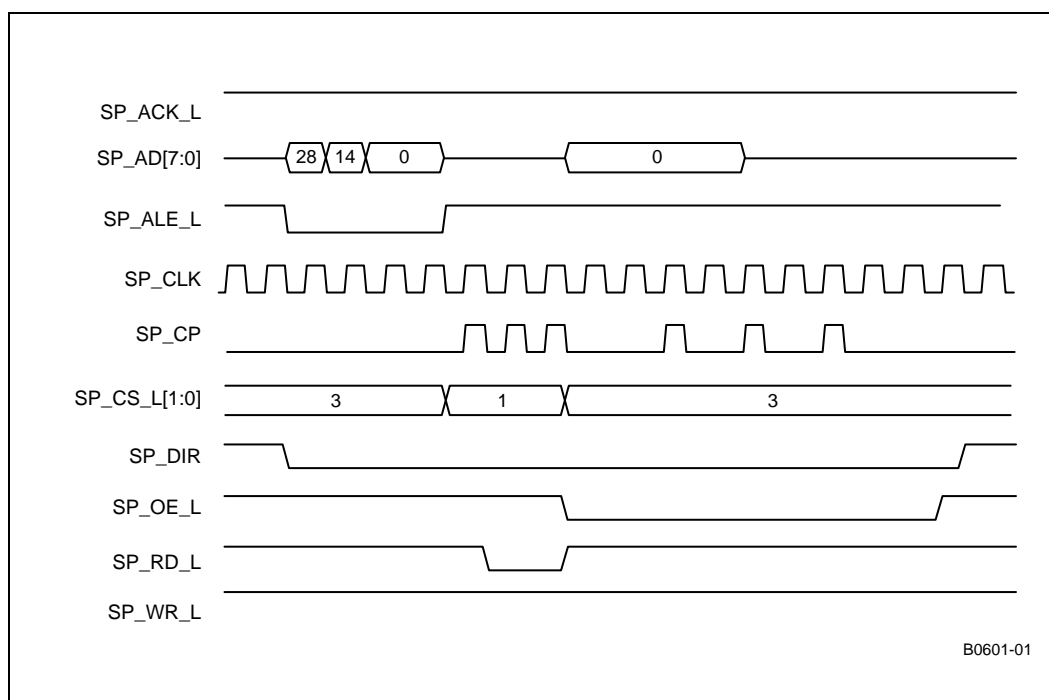 SP_ACK_L
SP_AD[7:0] 28 14 0 0
SP_ALE_L
SP_CLK
SP_CP
SP_CS_L[1:0] 3 1 3
SP_DIR
SP_OE_L
SP_RD_L
SP_WR_L
B0601-01